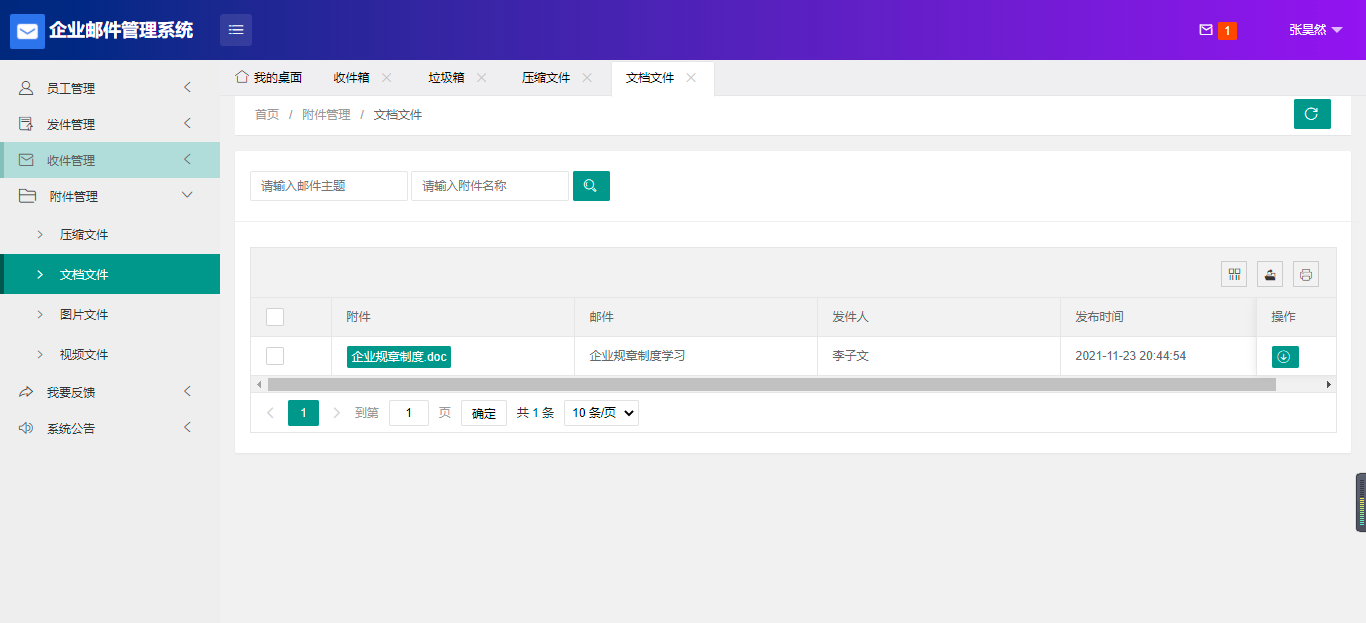 企业邮件管理系统
1
张昊然
员工管理
发件管理
收件管理
附件管理
压缩文件
文档文件
图片文件
视频文件
我要反馈
系统公告
我的桌面 收件箱 垃圾箱 压缩文件 文档文件
首页 / 附件管理 / 文档文件
请输入邮件主题 请输入附件名称
附件 邮件 发件人 发布时间 操作
企业规章制度.doc 企业规章制度学习 李子文 2021-11-23 20:44:54
1 到第 1 页 确定 共 1 条 10 条/页